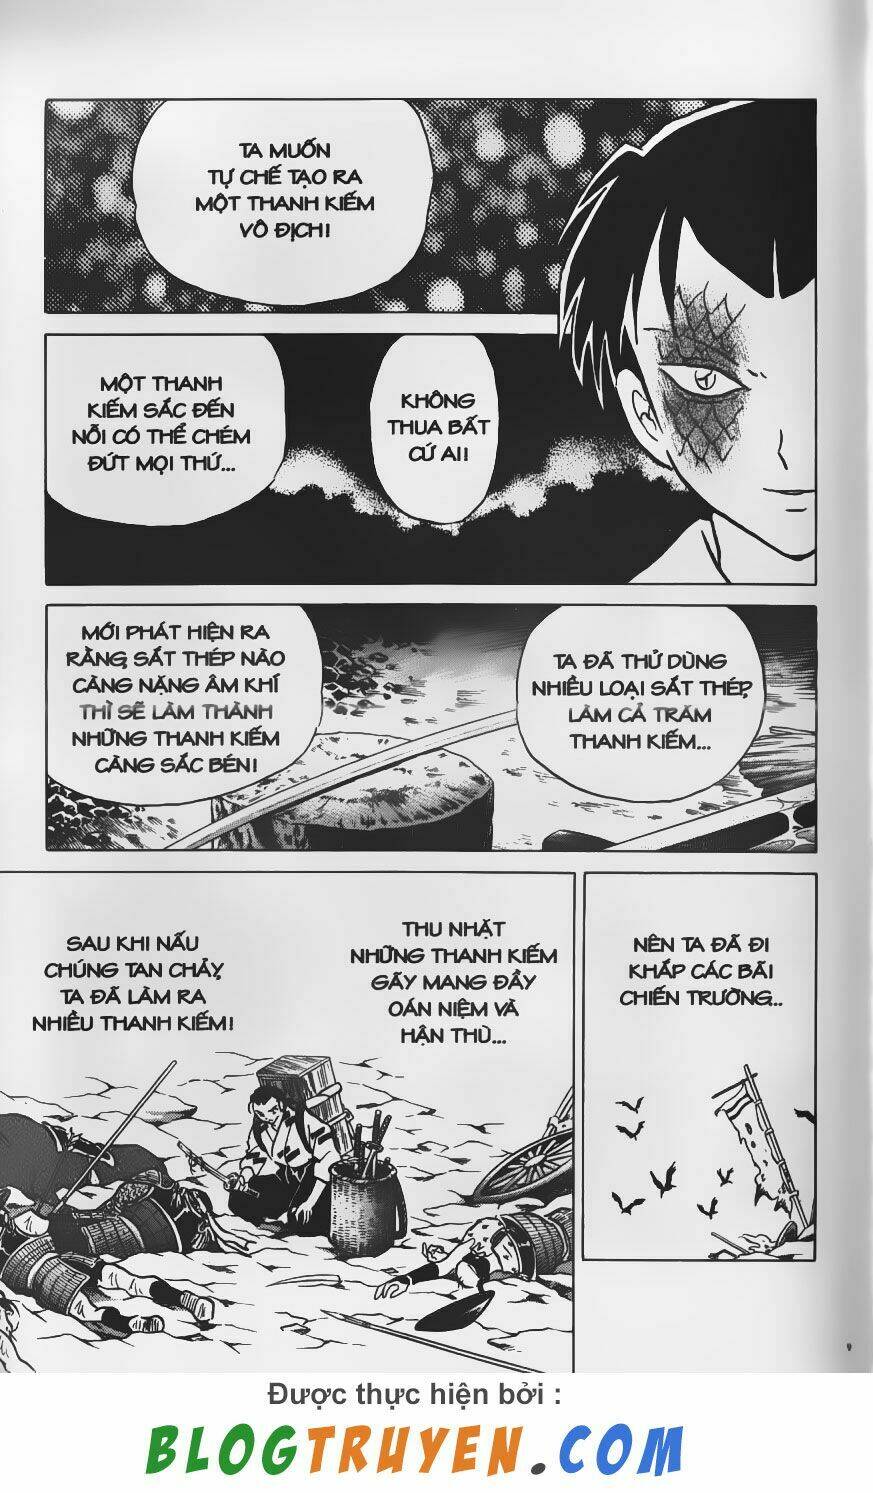 TA MUỐN
TỰ CHẾ TẠO RA
MỘT THANH KIẾM
VÔ ĐỊCH!
KHÔNG
THUA BẤT
CỨ AI!
MỘT THANH
KIẾM SẮC ĐẾN
NỖI CÓ THỂ CHÉM
ĐỨT MỌI THỨ...
TA ĐÃ THỬ DÙNG
NHIỀU LOẠI SẮT THÉP,
LÀM CẢ TRĂM
THANH KIẾM...
MỚI PHÁT HIỆN RA
RẰNG, SẮT THÉP NÀO
CÀNG NẶNG ÂM KHÍ
THÌ SẼ LÀM THÀNH
NHỮNG THANH KIẾM
CÀNG SẮC BÉN!
NÊN TA ĐÃ ĐI
KHẮP CÁC BÃI
CHIẾN TRƯỜNG...
THU NHẶT
NHỮNG THANH KIẾM
GÃY MANG ĐẦY
OÁN NIỆM VÀ
HẬN THÙ...
SAU KHI NẤU
CHÚNG TAN CHẢY,
TA ĐÃ LÀM RA
NHIỀU THANH KIẾM!
Được thực hiện bởi :
BLOGTRUYEN.COM